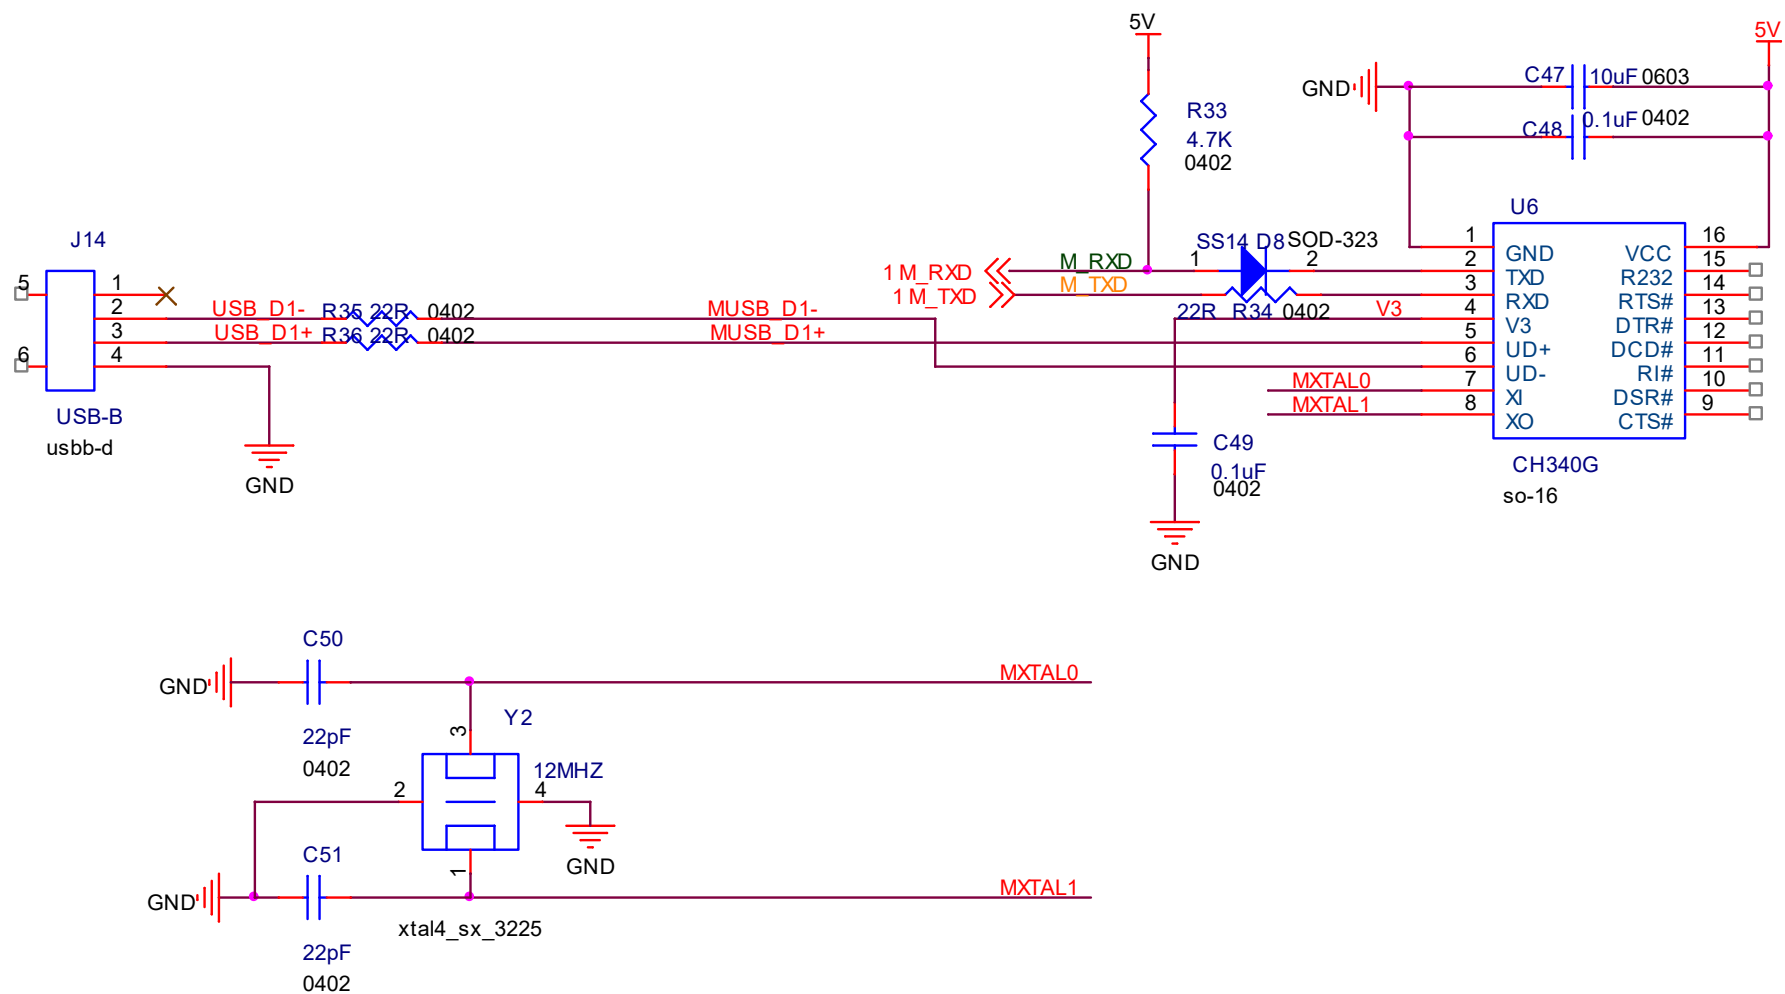 5V
5V
GND
C47
10uF 0603
C48
0.1uF 0402
R33
4.7K
0402
U6
J14
5
6
1
2
3
4
USB-B
usbb-d
GND
USB_D1-
R35 22R 0402
MUSB_D1-
USB_D1+
R36 22R 0402
MUSB_D1+
1 M_RXD
M_RXD
1 M_TXD
M_TXD
SS14 D8 SOD-323
1
2
22R R34 0402
V3
MXTAL0
MXTAL1
C49
0.1uF
0402
GND
1
2
3
4
5
6
7
8
GND
TXD
RXD
V3
UD+
UD-
XI
XO
VCC
R232
RTS#
DTR#
DCD#
RI#
DSR#
CTS#
16
15
14
13
12
11
10
9
CH340G
so-16
C50
GND
22pF
0402
MXTAL0
Y2
3
12MHZ
2
4
GND
1
C51
GND
22pF
0402
MXTAL1
xtal4_sx_3225